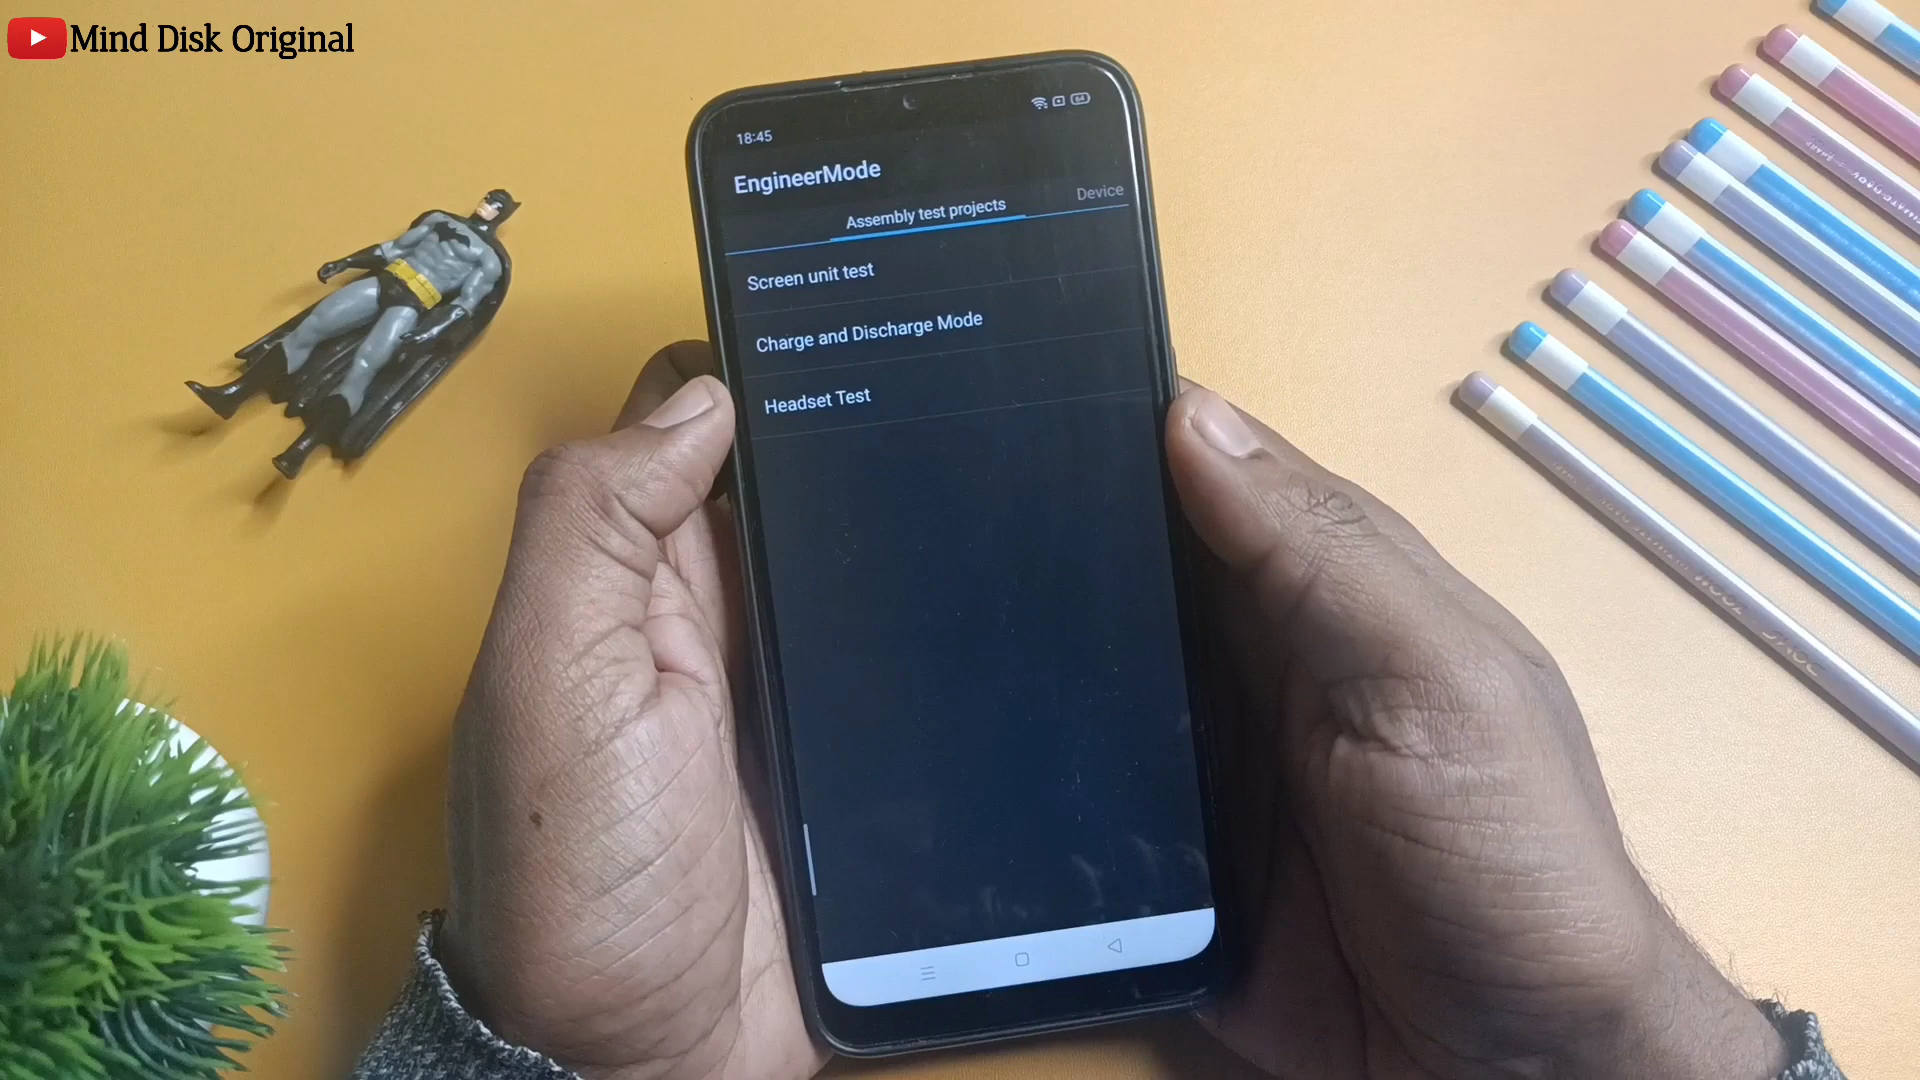 Mind Disk Original
18:45
64
EngineerMode
Assembly test projects
Device
Screen unit test
Charge and Discharge Mode
Headset Test